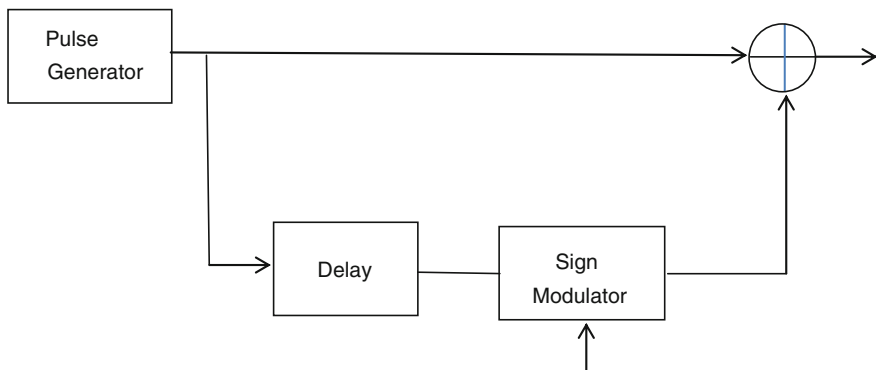 Pulse
Generator
Delay
Sign
Modulator